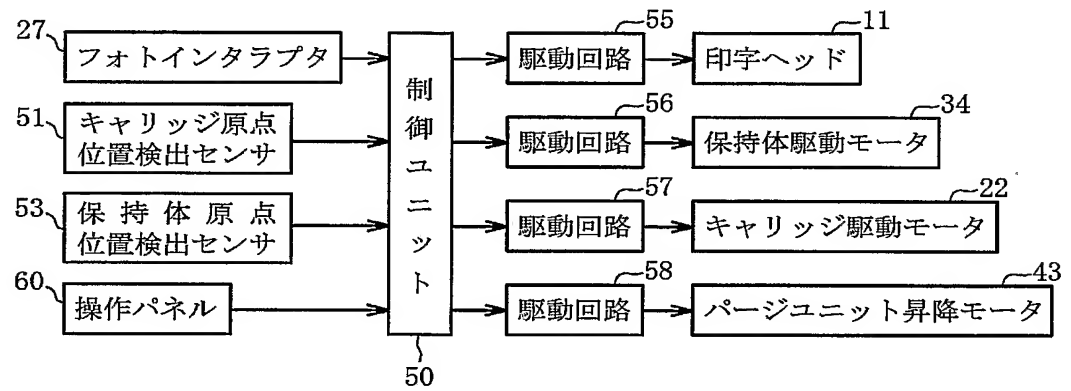 27
フォトインタラプタ
51
キャリッジ原点
位置検出センサ
53
保持体原点
位置検出センサ
60
操作パネル
制御ユニット
50
55
駆動回路
56
駆動回路
57
駆動回路
58
駆動回路
11
印字ヘッド
34
保持体駆動モータ
22
キャリッジ駆動モータ
43
パージユニット昇降モータ